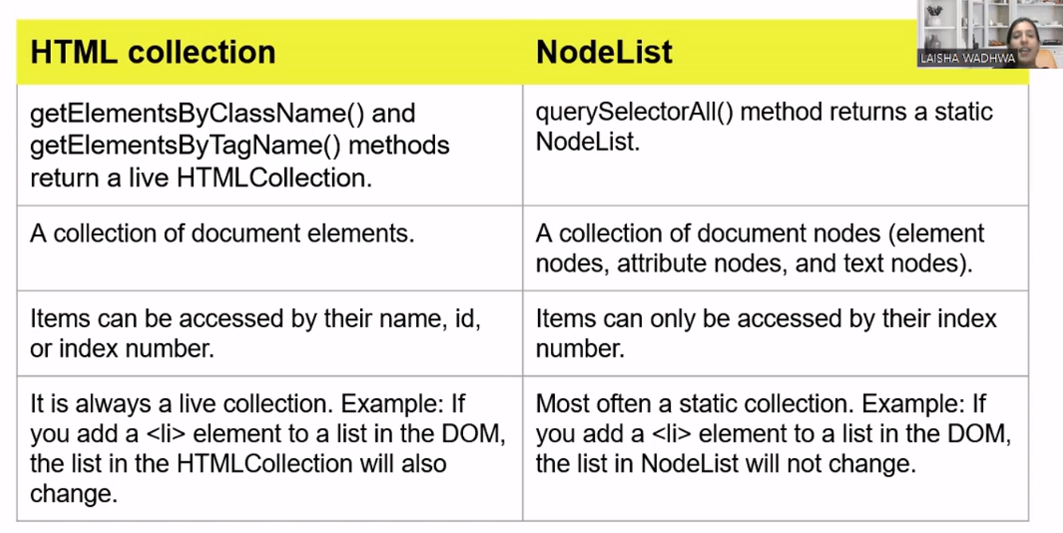 HTML collection
NodeList
LAISHA WADHWA
getElementsByClassName() and
getElementsByTagName() methods
return a live HTMLCollection.
querySelectorAll() method returns a static
NodeList.
A collection of document elements.
A collection of document nodes (element
nodes, attribute nodes, and text nodes).
Items can be accessed by their name, id,
or index number.
Items can only be accessed by their index
number.
It is always a live collection. Example: If
you add a <li> element to a list in the DOM,
the list in the HTMLCollection will also
change.
Most often a static collection. Example: If
you add a <li> element to a list in the DOM,
the list in NodeList will not change.